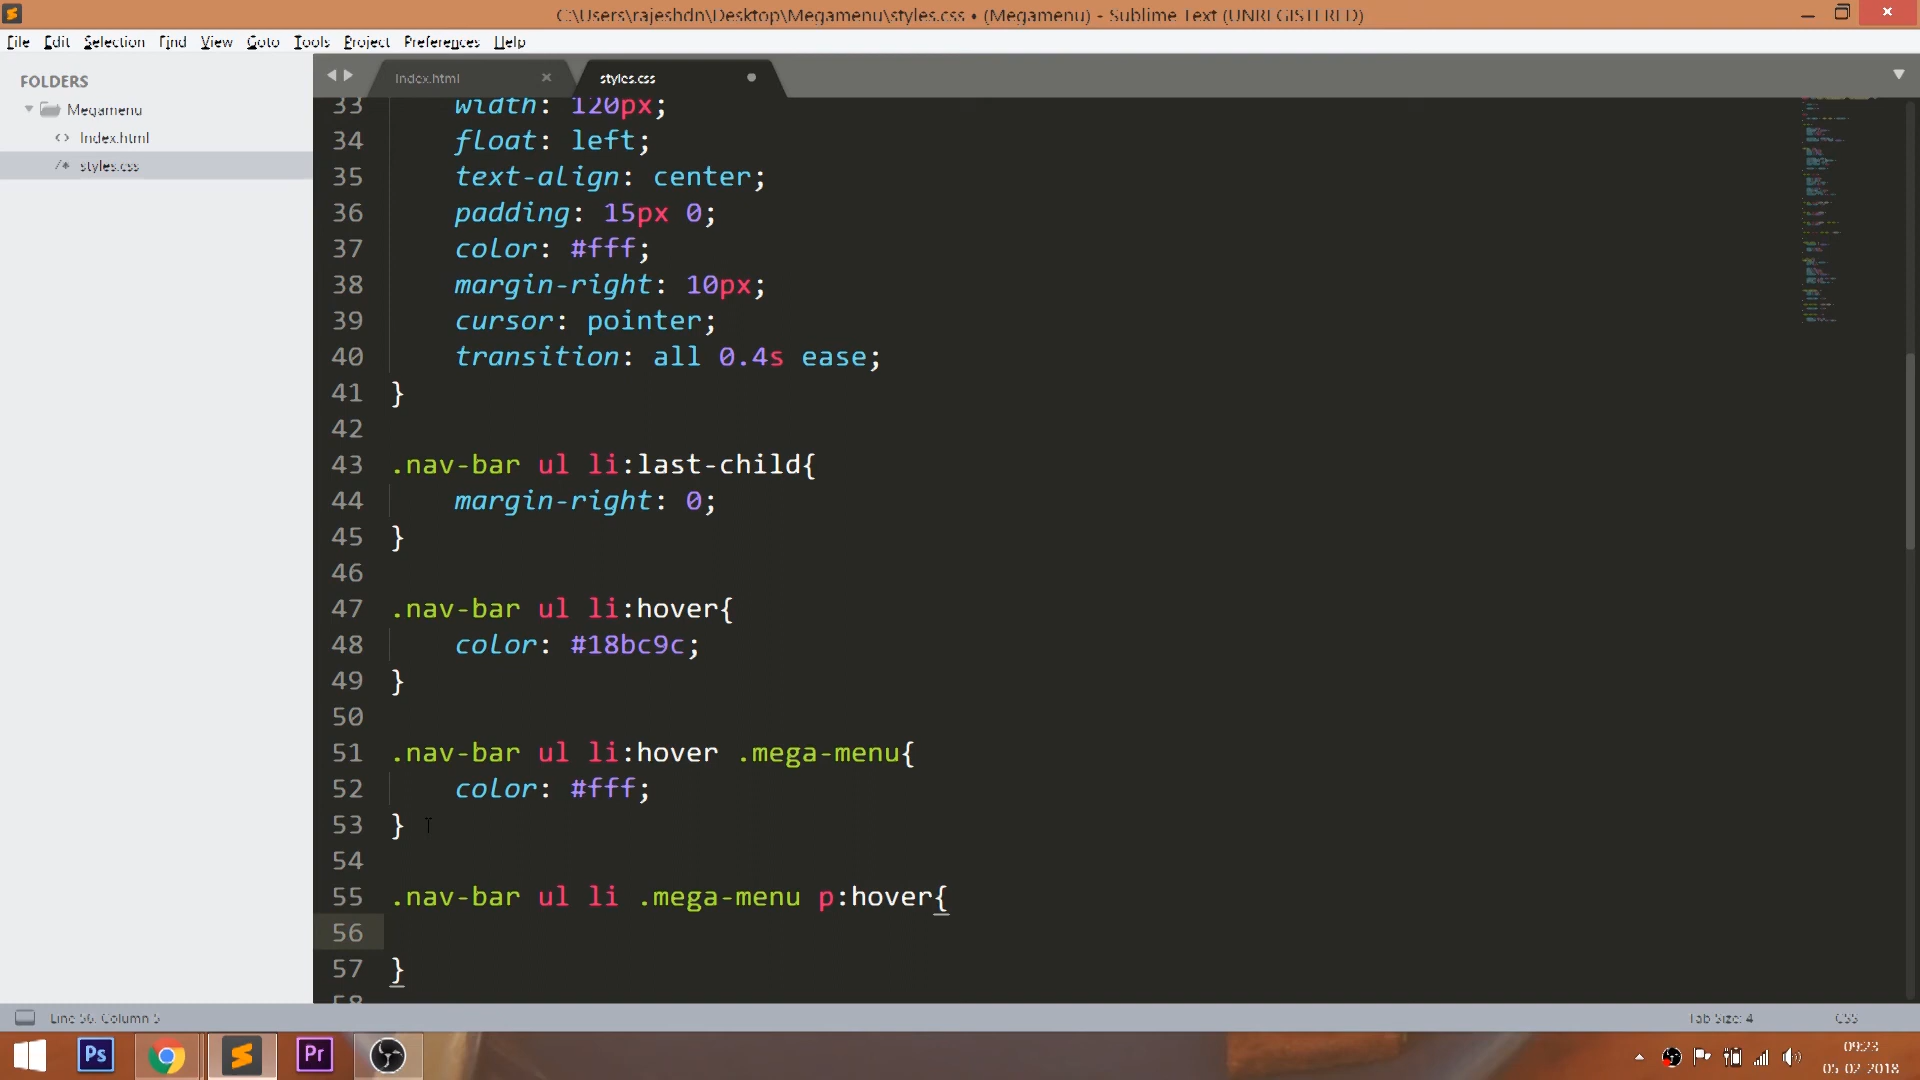 C:\Users\rajeshdn\Desktop\Megamenu\styles.css • (Megamenu) - Sublime Text (UNREGISTERED)
File Edit Selection Find View Goto Tools Project Preferences Help
FOLDERS
Megamenu
<> Index.html
/* styles.css
Index.html ×
styles.css
33 width: 120px;
34 float: left;
35 text-align: center;
36 padding: 15px 0;
37 color: #fff;
38 margin-right: 10px;
39 cursor: pointer;
40 transition: all 0.4s ease;
41 }
42
43 .nav-bar ul li:last-child{
44 margin-right: 0;
45 }
46
47 .nav-bar ul li:hover{
48 color: #18bc9c;
49 }
50
51 .nav-bar ul li:hover .mega-menu{
52 color: #fff;
53 }
54
55 .nav-bar ul li .mega-menu p:hover{
56
57 }
58
Line 56, Column 5
Tab Size: 4
CSS
Ps
Pr
09:23
05-02-2018